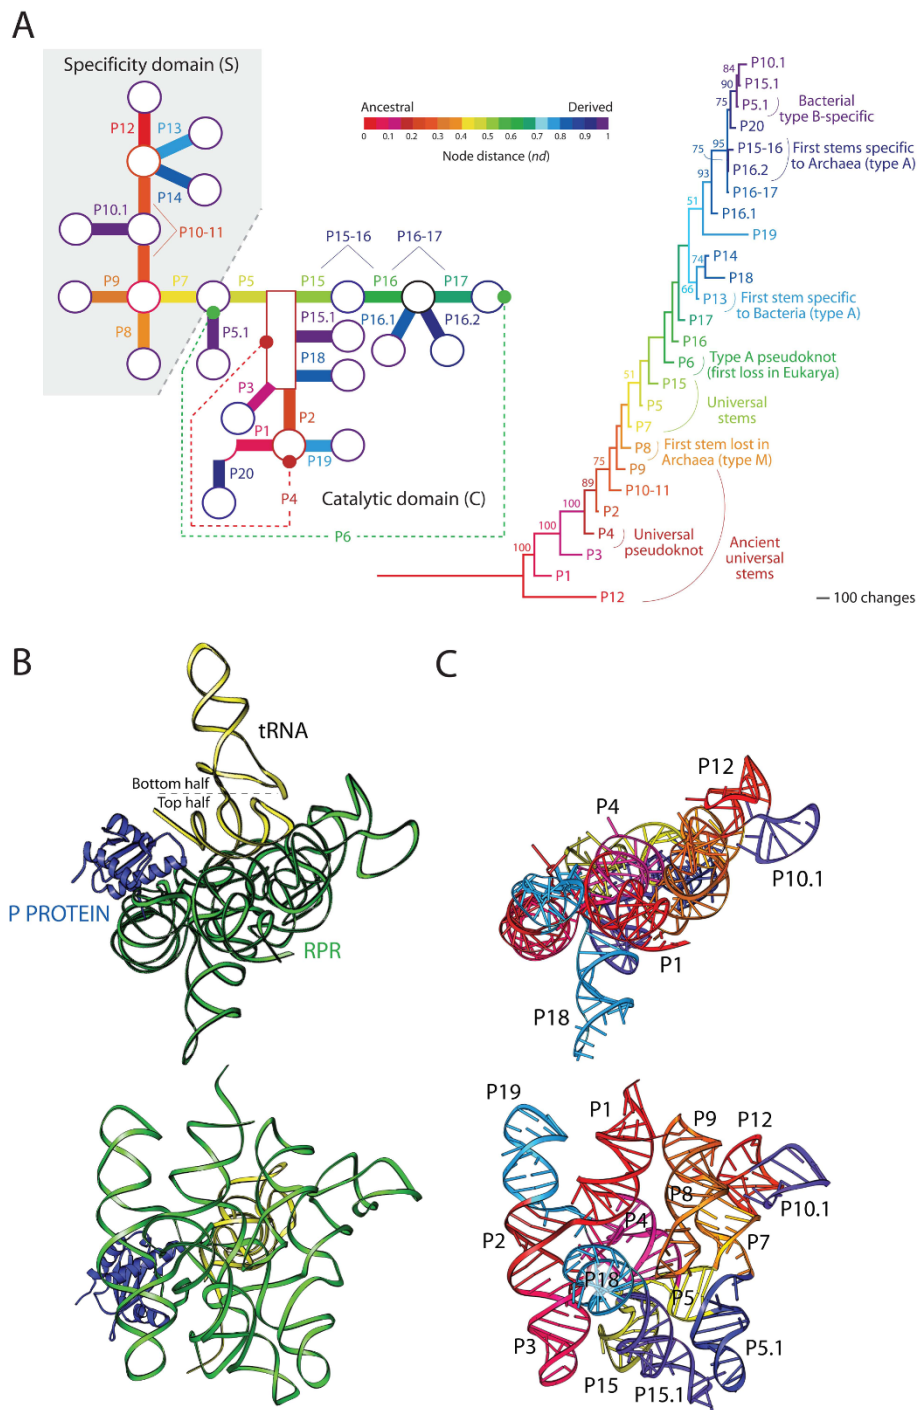 A
Specificity domain (S)
P12
P13
P14
P10.1
P10-11
P9
P7
P8
P5
P5.1
P15-16
P16-17
P15
P16
P17
P15.1
P16.1
P16.2
P18
P3
P2
P1
P19
P20
P4
Catalytic domain (C)
P6
Ancestral
Derived
0 0.1 0.2 0.3 0.4 0.5 0.6 0.7 0.8 0.9 1
Node distance (nd)
84
P10.1
90
P15.1
75
P5.1
Bacterial
type B-specific
P20
95
P15-16
First stems specific
to Archaea (type A)
75
P16.2
93
P16-17
P16.1
51
P19
P14
74
P18
66
P13
First stem specific
to Bacteria (type A)
P17
P16
P6
Type A pseudoknot
(first loss in Eukarya)
51
P15
P5
Universal
stems
P7
P8
First stem lost in
Archaea (type M)
75
P9
89
P10-11
P2
100
P4
Universal
pseudoknot
100
P3
Ancient
universal
stems
100
P1
P12
100 changes
B
tRNA
Bottom half
Top half
P PROTEIN
RPR
C
P12
P4
P10.1
P1
P18
P19
P1
P9
P12
P8
P10.1
P4
P2
P7
P18
P5
P3
P5.1
P15
P15.1